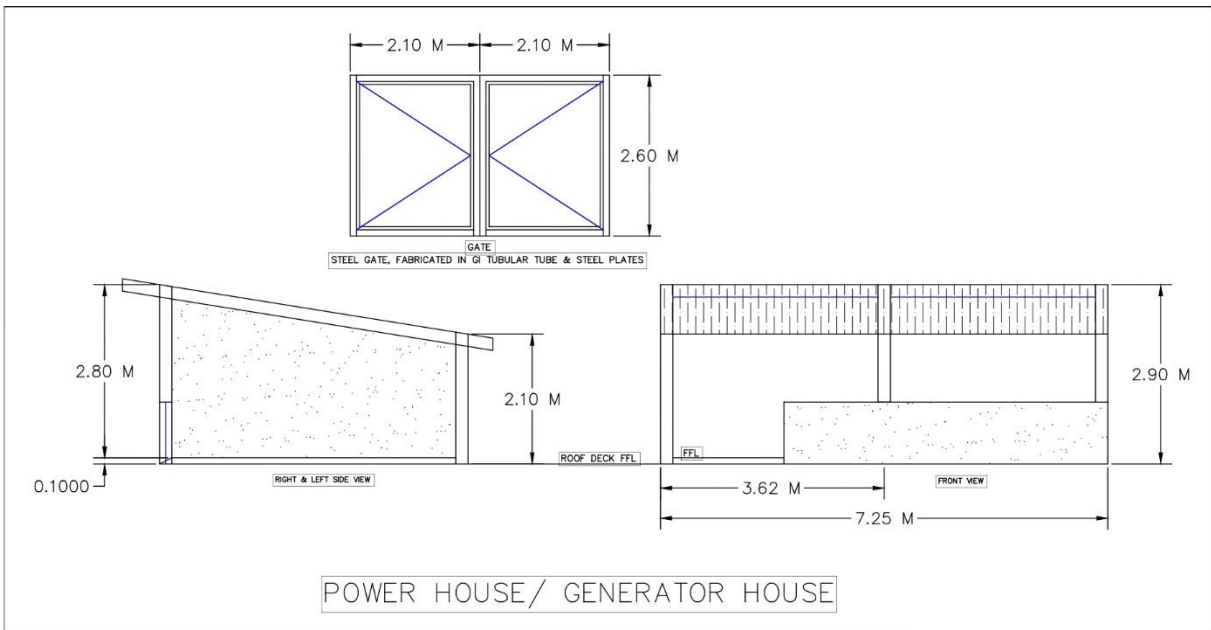 2.10 M
2.10 M
2.60 M
GATE
STEEL GATE, FABRICATED IN GI TUBULAR TUBE & STEEL PLATES
2.80 M
2.10 M
0.1000
RIGHT & LEFT SIDE VIEW
ROOF DECK FFL
FFL
2.90 M
3.62 M
FRONT VIEW
7.25 M
POWER HOUSE/ GENERATOR HOUSE